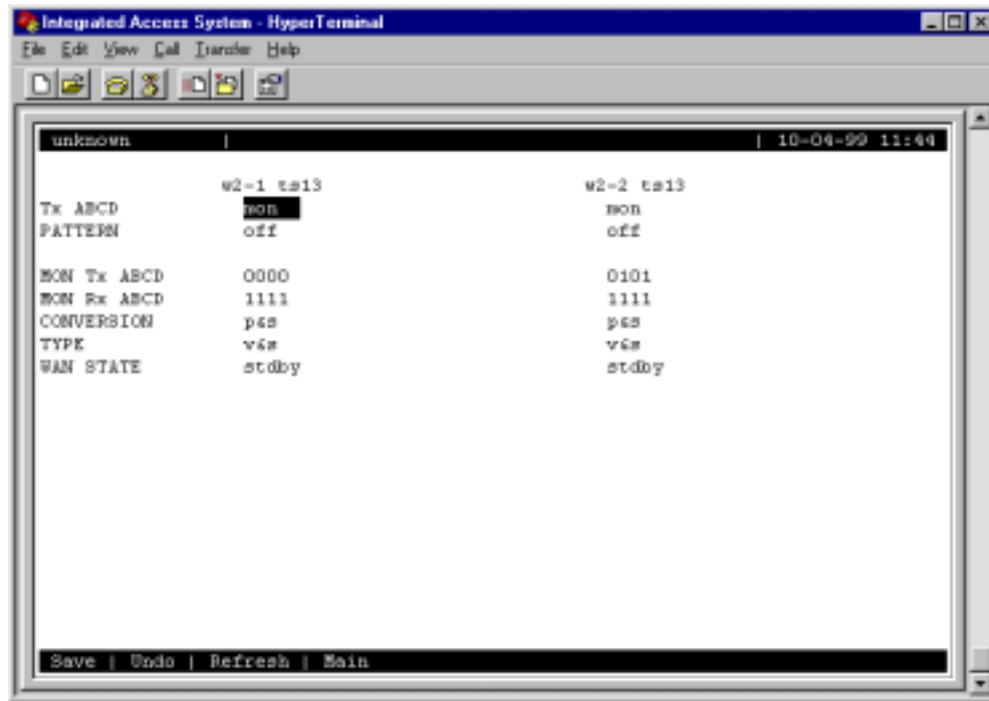 Integrated Access System - HyperTerminal
File Edit View Call Transfer Help
unknown | | 10-04-99 11:44
w2-1 ts13 w2-2 ts13
Tx ABCD mon mon
PATTERN off off
MON Tx ABCD 0000 0101
MON Rx ABCD 1111 1111
CONVERSION p&s p&s
TYPE v&s v&s
WAN STATE stdby stdby
Save | Undo | Refresh | Main